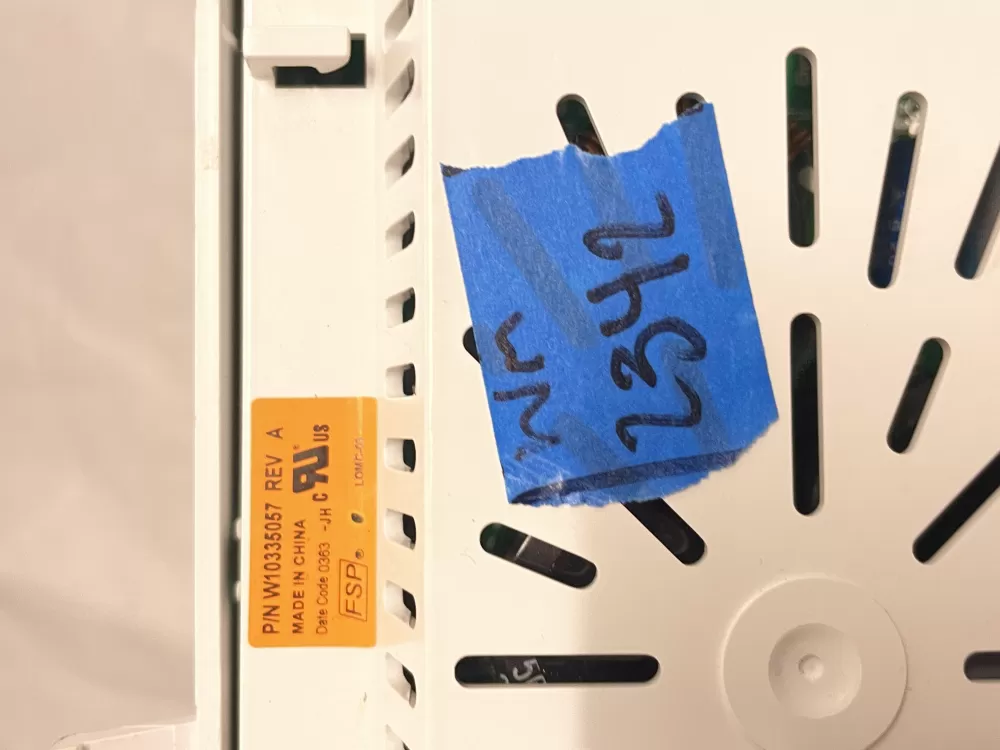 P/N W10335057 REV A
MADE IN CHINA
Date Code 0363 -JH
FSP®
C US
WM
2342